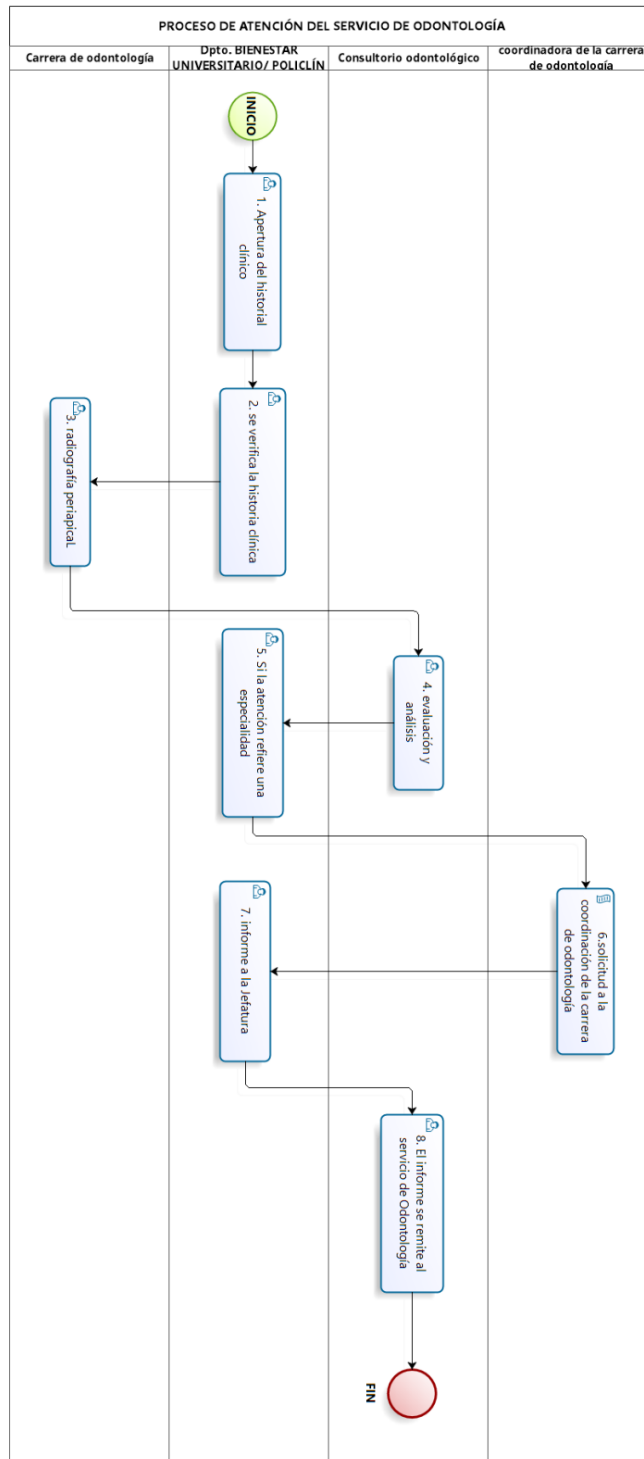 PROCESO DE ATENCIÓN DEL SERVICIO DE ODONTOLOGÍA
Carrera de odontología
Dpto. BIENESTAR
UNIVERSITARIO/ POLICLÍN
Consultorio odontológico
coordinadora de la carrera
de odontología
INICIO
1. Apertura del historial
clínico
2. se verifica la historia clínica
3. radiografía periapicaL
4. evaluación y
análisis
5. Si la atención refiere una
especialidad
6.solicitud a la
coordinación de la carrera
de odontología
7. informe a la Jefatura
8. El informe se remite al
servicio de Odontología
FIN